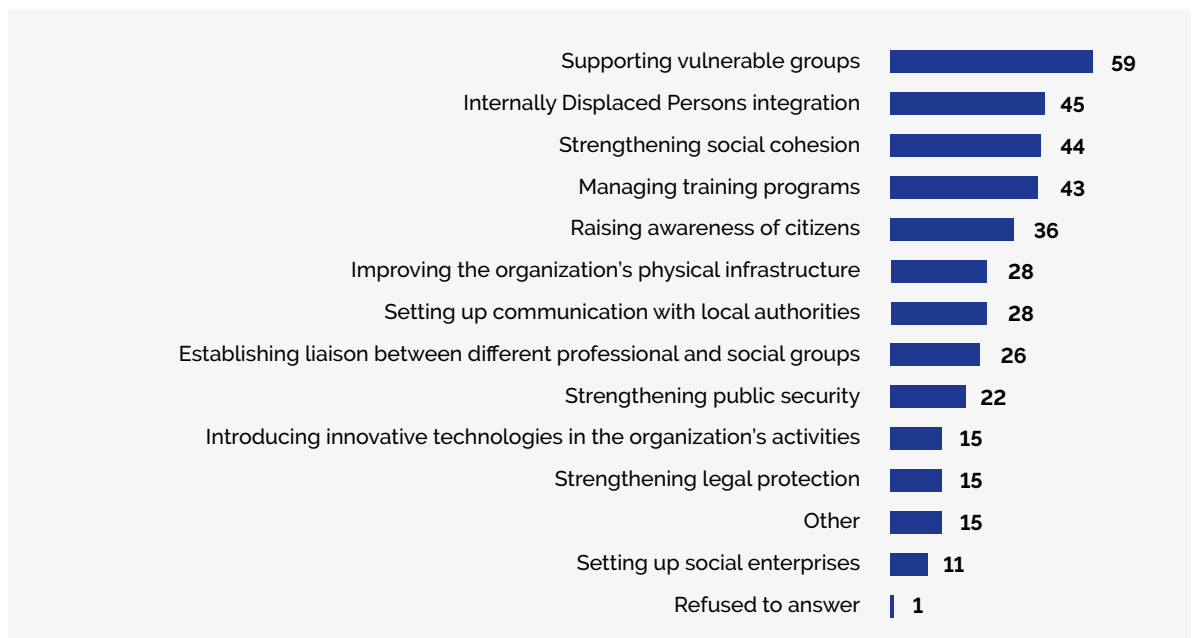 Supporting vulnerable groups 59
Internally Displaced Persons integration 45
Strengthening social cohesion 44
Managing training programs 43
Raising awareness of citizens 36
Improving the organization’s physical infrastructure 28
Setting up communication with local authorities 28
Establishing liaison between different professional and social groups 26
Strengthening public security 22
Introducing innovative technologies in the organization’s activities 15
Strengthening legal protection 15
Other 15
Setting up social enterprises 11
Refused to answer 1